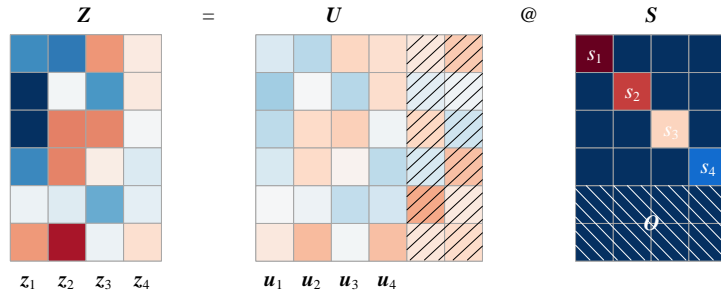 Z = U @ S
s₁
s₂
s₃
s₄
O
z₁ z₂ z₃ z₄ u₁ u₂ u₃ u₄